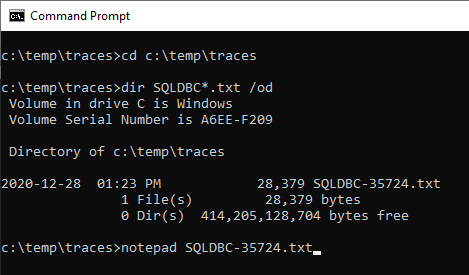 Command Prompt
c:\temp\traces>cd c:\temp\traces
c:\temp\traces>dir SQLDBC*.txt /od
Volume in drive C is Windows
Volume Serial Number is A6EE-F209
Directory of c:\temp\traces
2020-12-28  01:23 PM            28,379 SQLDBC-35724.txt
1 File(s)         28,379 bytes
0 Dir(s)  414,205,128,704 bytes free
c:\temp\traces>notepad SQLDBC-35724.txt